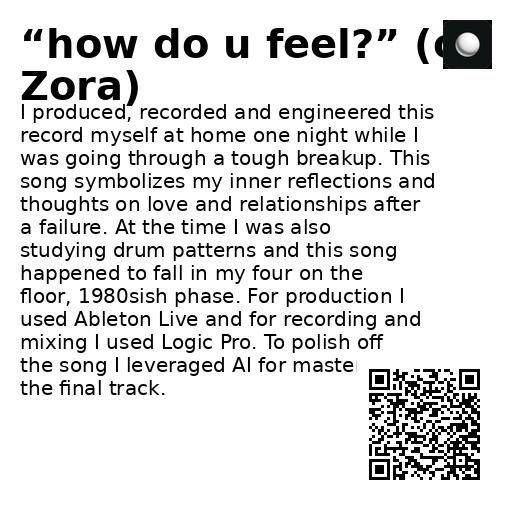 “how do u feel?” (
Zora)
I produced, recorded and engineered this
record myself at home one night while I
was going through a tough breakup. This
song symbolizes my inner reflections and
thoughts on love and relationships after
a failure. At the time I was also
studying drum patterns and this song
happened to fall in my four on the
floor, 1980sish phase. For production I
used Ableton Live and for recording and
mixing I used Logic Pro. To polish off
the song I leveraged AI for master
the final track.